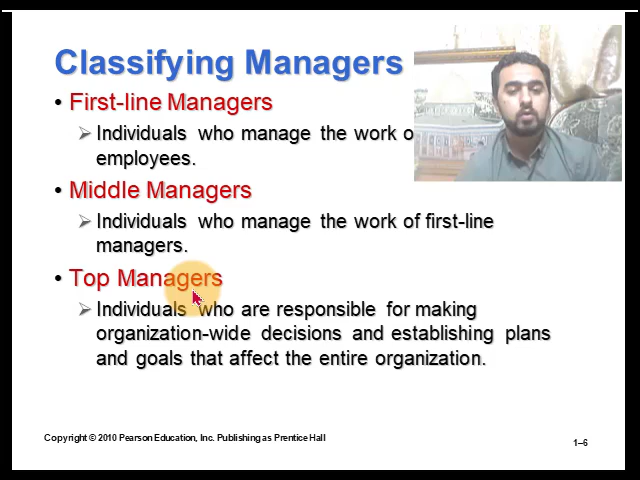 Classifying Managers
• First-line Managers
Individuals who manage the work
employees.
• Middle Managers
Individuals who manage the work of first-line
managers.
• Top Managers
Individuals who are responsible for making
organization-wide decisions and establishing plans
and goals that affect the entire organization.
Copyright © 2010 Pearson Education, Inc. Publishing as Prentice Hall
1–6